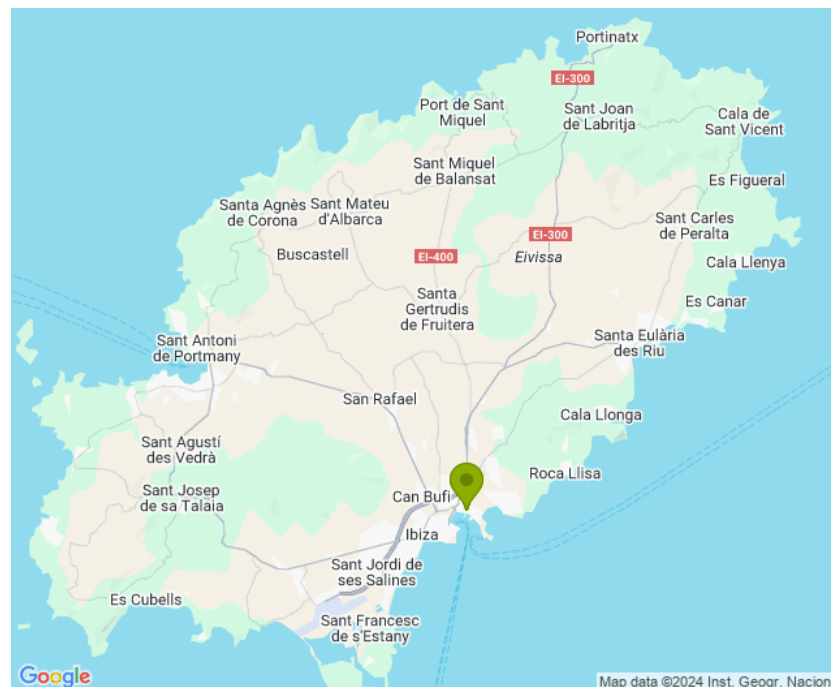 Portinatx
EI-300
Port de Sant
Miquel
Sant Joan
de Labritja
Cala de
Sant Vicent
Sant Miquel
de Balansat
Es Figueral
Santa Agnès
de Corona
Sant Mateu
d'Albarca
Sant Carles
de Peralta
EI-300
Buscastell
EI-400
Eivissa
Cala Llenya
Santa
Gertrudis
de Fruitera
Es Canar
Sant Antoni
de Portmany
Santa Eulària
des Riu
San Rafael
Cala Llonga
Sant Agustí
des Vedrà
Roca Llisa
Sant Josep
de sa Talaia
Can Bufí
Ibiza
Sant Jordi de
ses Salines
Es Cubells
Sant Francesc
de s'Estany
Google
Map data ©2024 Inst. Geogr. Nacion